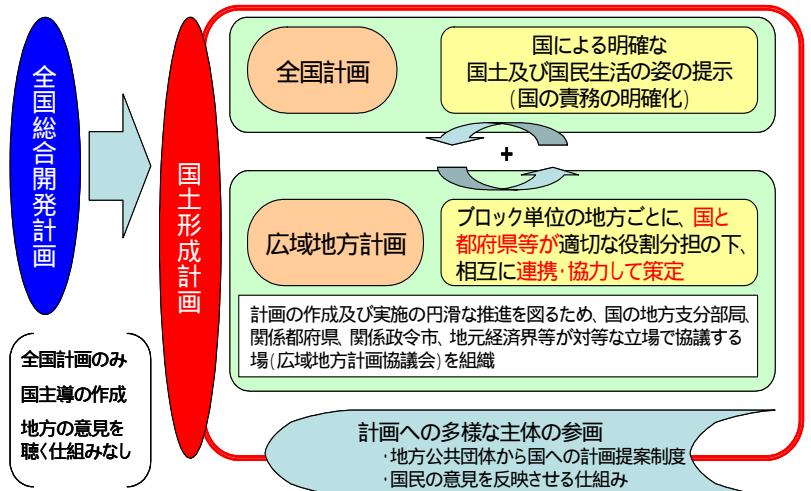 全国総合開発計画
全国計画のみ
国主導の作成
地方の意見を
聴く仕組みなし
国土形成計画
全国計画
国による明確な
国土及び国民生活の姿の提示
(国の責務の明確化)
+
広域地方計画
ブロック単位の地方ごとに、国と
都府県等が適切な役割分担の下、
相互に連携・協力して策定
計画の作成及び実施の円滑な推進を図るため、国の地方支分部局、
関係都府県、関係政令市、地元経済界等が対等な立場で協議する
場(広域地方計画協議会)を組織
計画への多様な主体の参画
・地方公共団体から国への計画提案制度
・国民の意見を反映させる仕組み